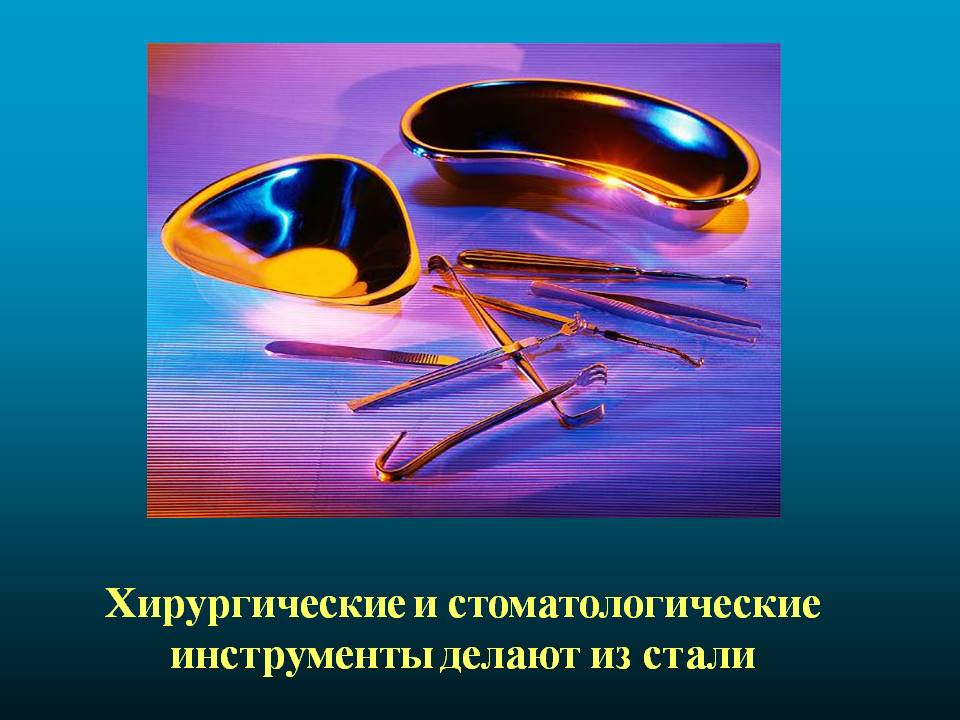 Хирургические и стоматологические
инструменты делают из стали